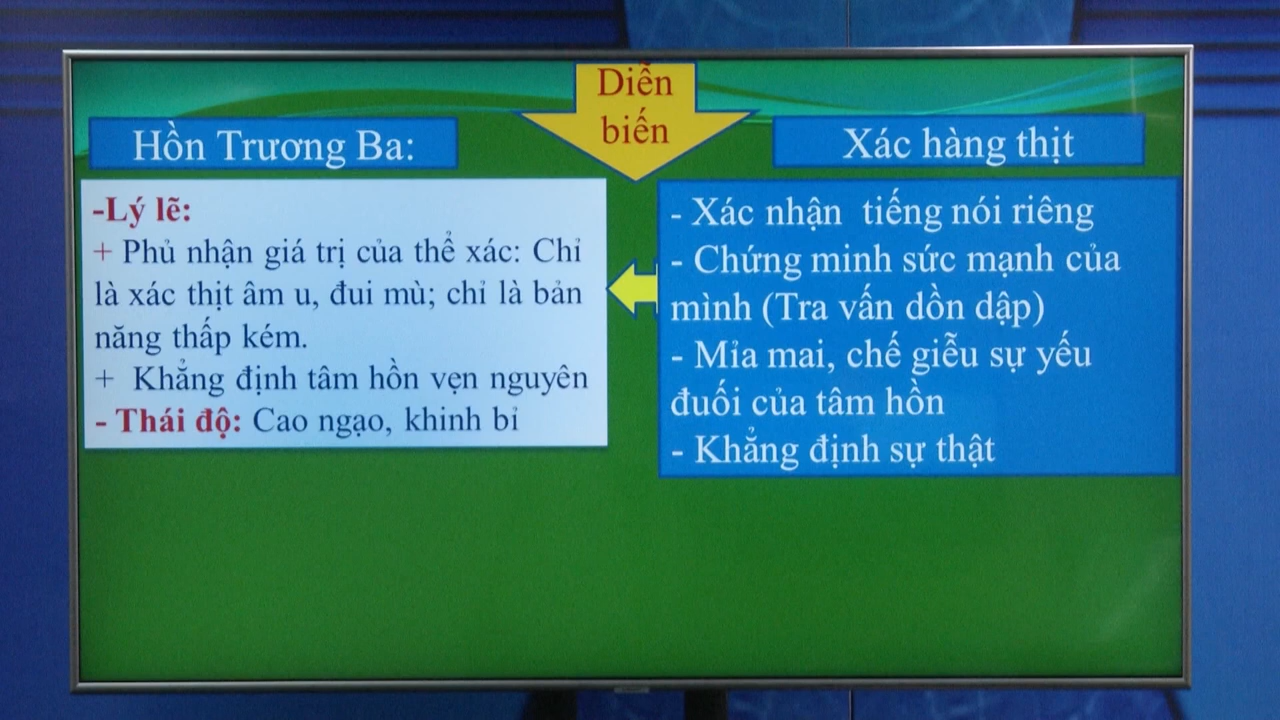 Diễn
biến
Hồn Trương Ba:
Xác hàng thịt
-Lý lẽ:
+ Phủ nhận giá trị của thể xác: Chỉ
là xác thịt âm u, đui mù; chỉ là bản
năng thấp kém.
+ Khẳng định tâm hồn vẹn nguyên
- Thái độ: Cao ngạo, khinh bỉ
- Xác nhận tiếng nói riêng
- Chứng minh sức mạnh của
mình (Tra vấn dồn dập)
- Mỉa mai, chế giễu sự yếu
đuối của tâm hồn
- Khẳng định sự thật